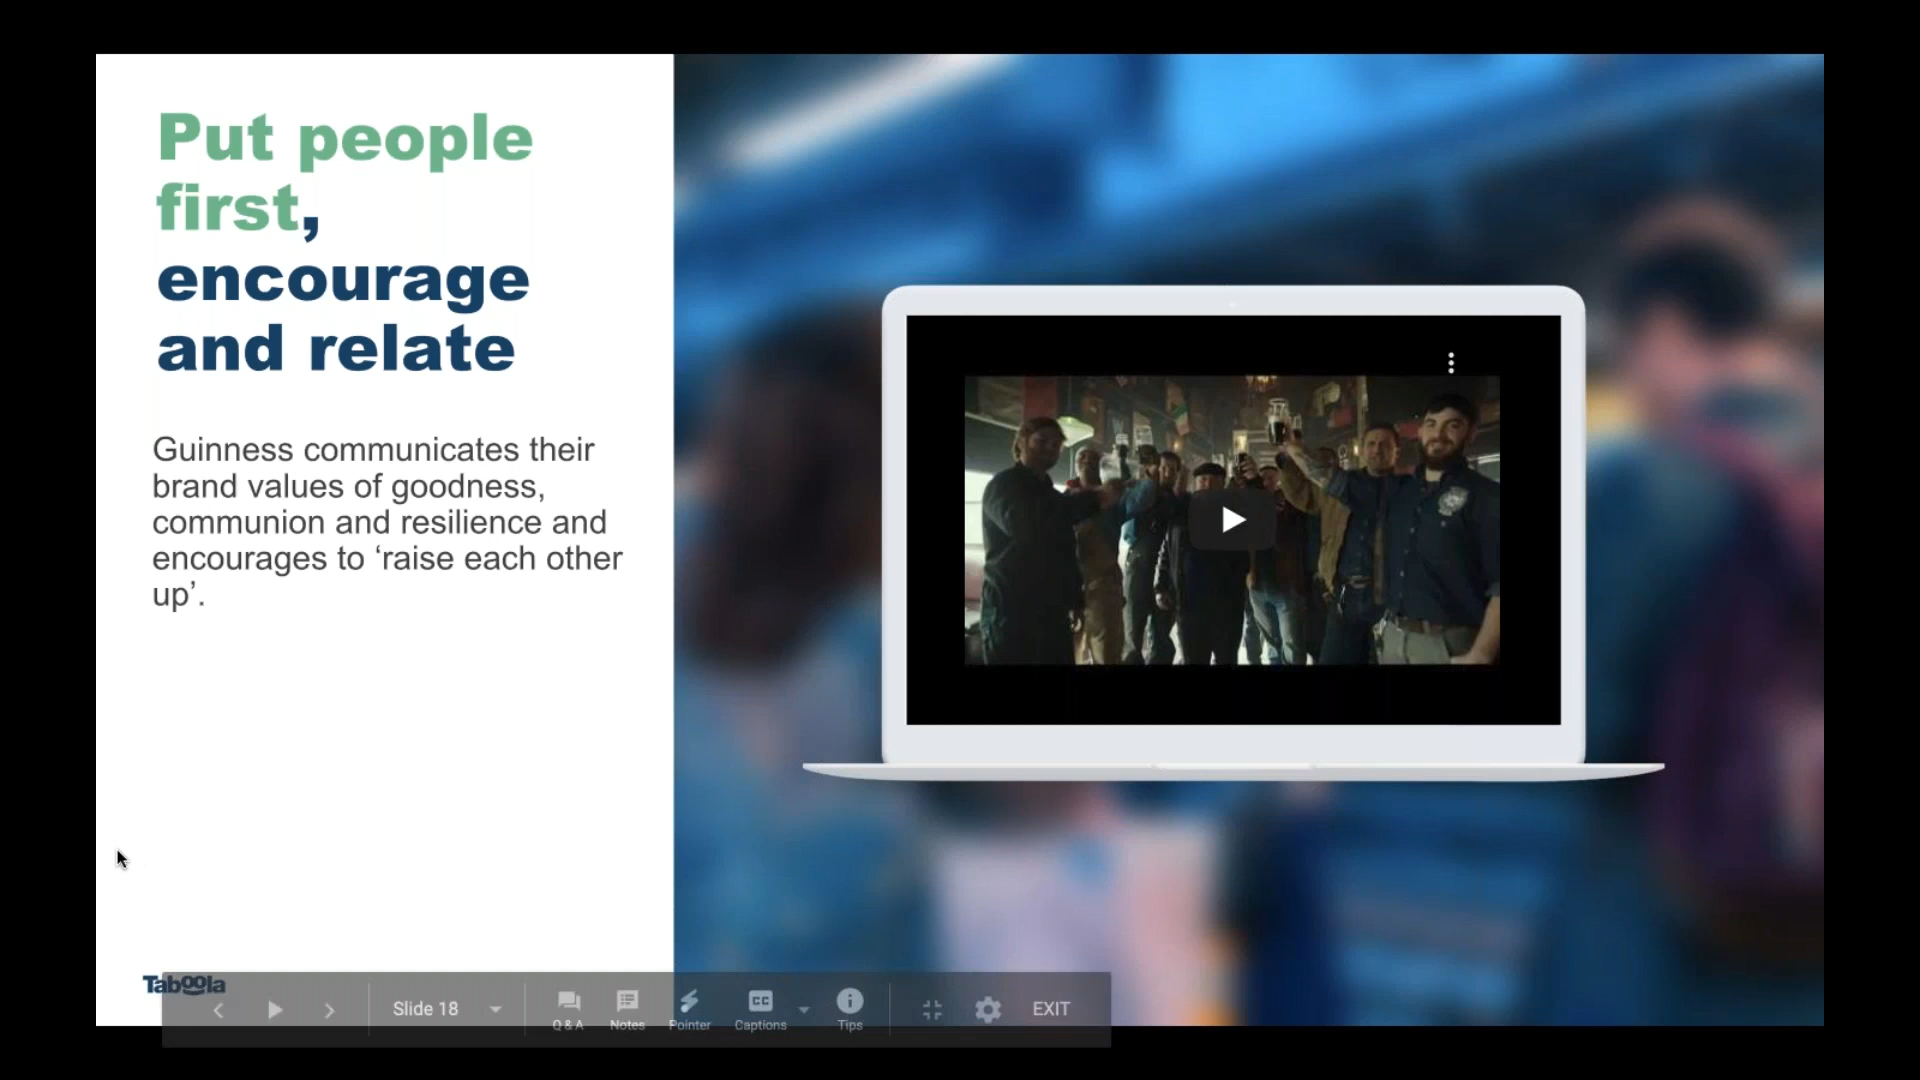 Put people
first,
encourage
and relate
Guinness communicates their
brand values of goodness,
communion and resilience and
encourages to ‘raise each other
up’.
Taboola
Slide 18
Q & A
Notes
Pointer
CC
Captions
Tips
EXIT